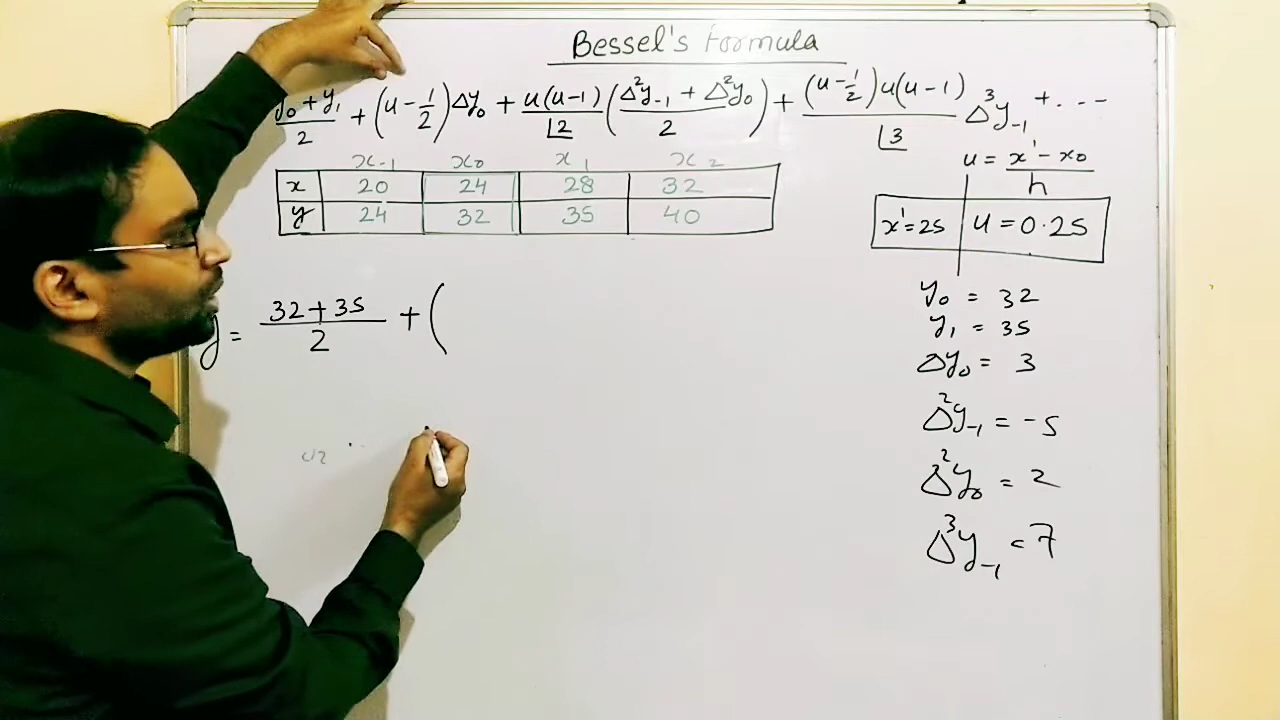 Bessel's Formula
y₀ + y₁/2 + (u - 1/2) Δy₀ + u(u-1)/⌊2 (Δ²y₋₁ + Δ²y₀/2) + (u - 1/2) u(u-1)/⌊3 Δ³y₋₁ + . - - -
u = x' - x₀/h
x₋₁ x₀ x₁ x₂
x 20 24 28 32
y 24 32 35 40
x' = 25 u = 0.25
y₀ = 32
y₁ = 35
Δy₀ = 3
Δ²y₋₁ = -5
Δ²y₀ = 2
Δ³y₋₁ = 7
y = 32+35/2 + (